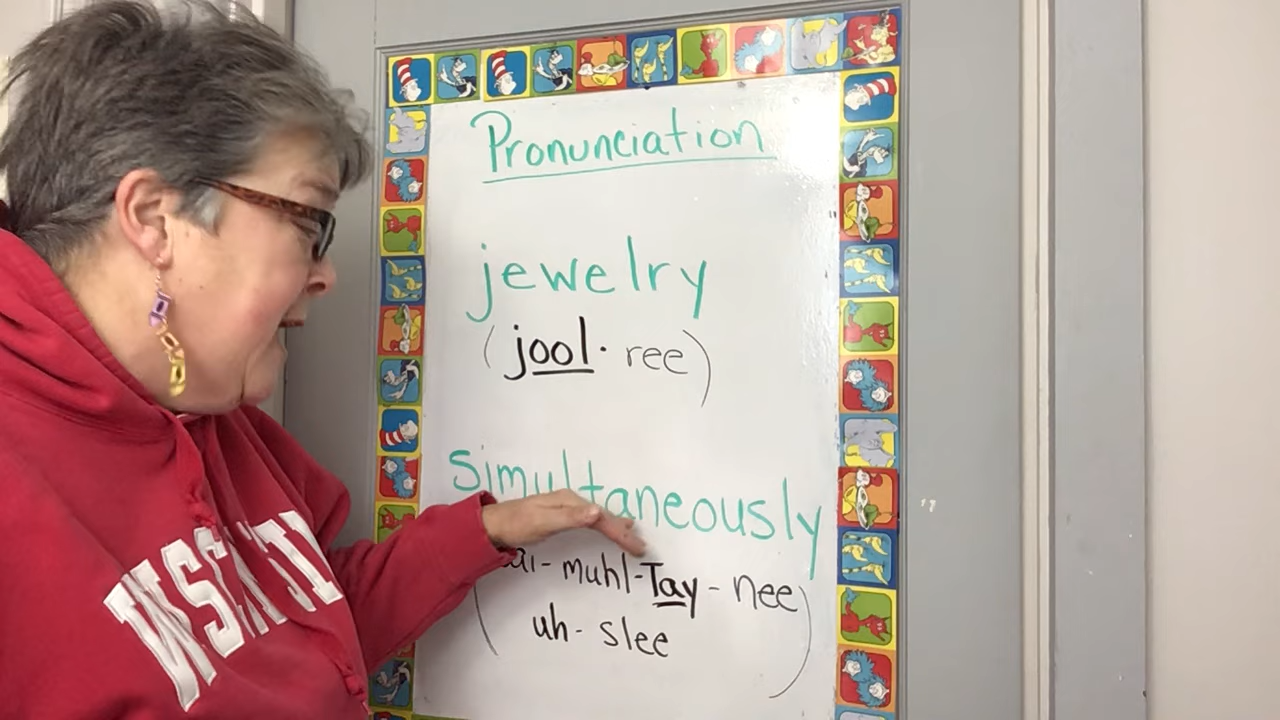 Pronunciation
jewelry
(jool· ree)
simultaneously
muhl-Tay-nee
uh-slee)